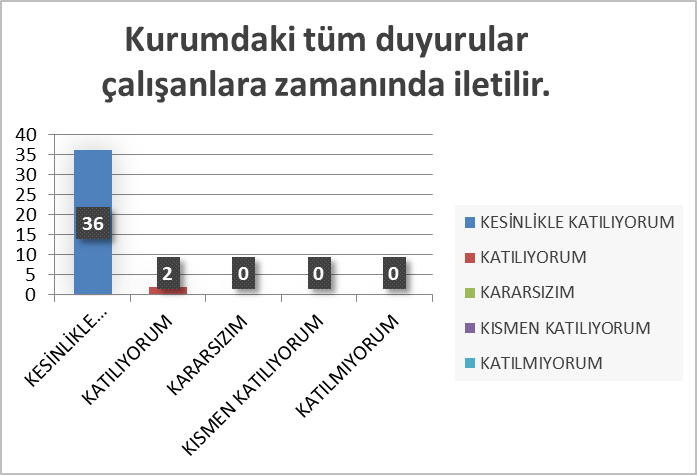 Kurumdaki tüm duyurular
çalışanlara zamanında iletilir.
40
35
30
25
20
15
10
5
0
36
2
0
0
0
KESİNLİKLE...
KATILIYORUM
KARARSIZIM
KISMEN KATILIYORUM
KATILMIYORUM
KESİNLİKLE KATILIYORUM
KATILIYORUM
KARARSIZIM
KISMEN KATILIYORUM
KATILMIYORUM